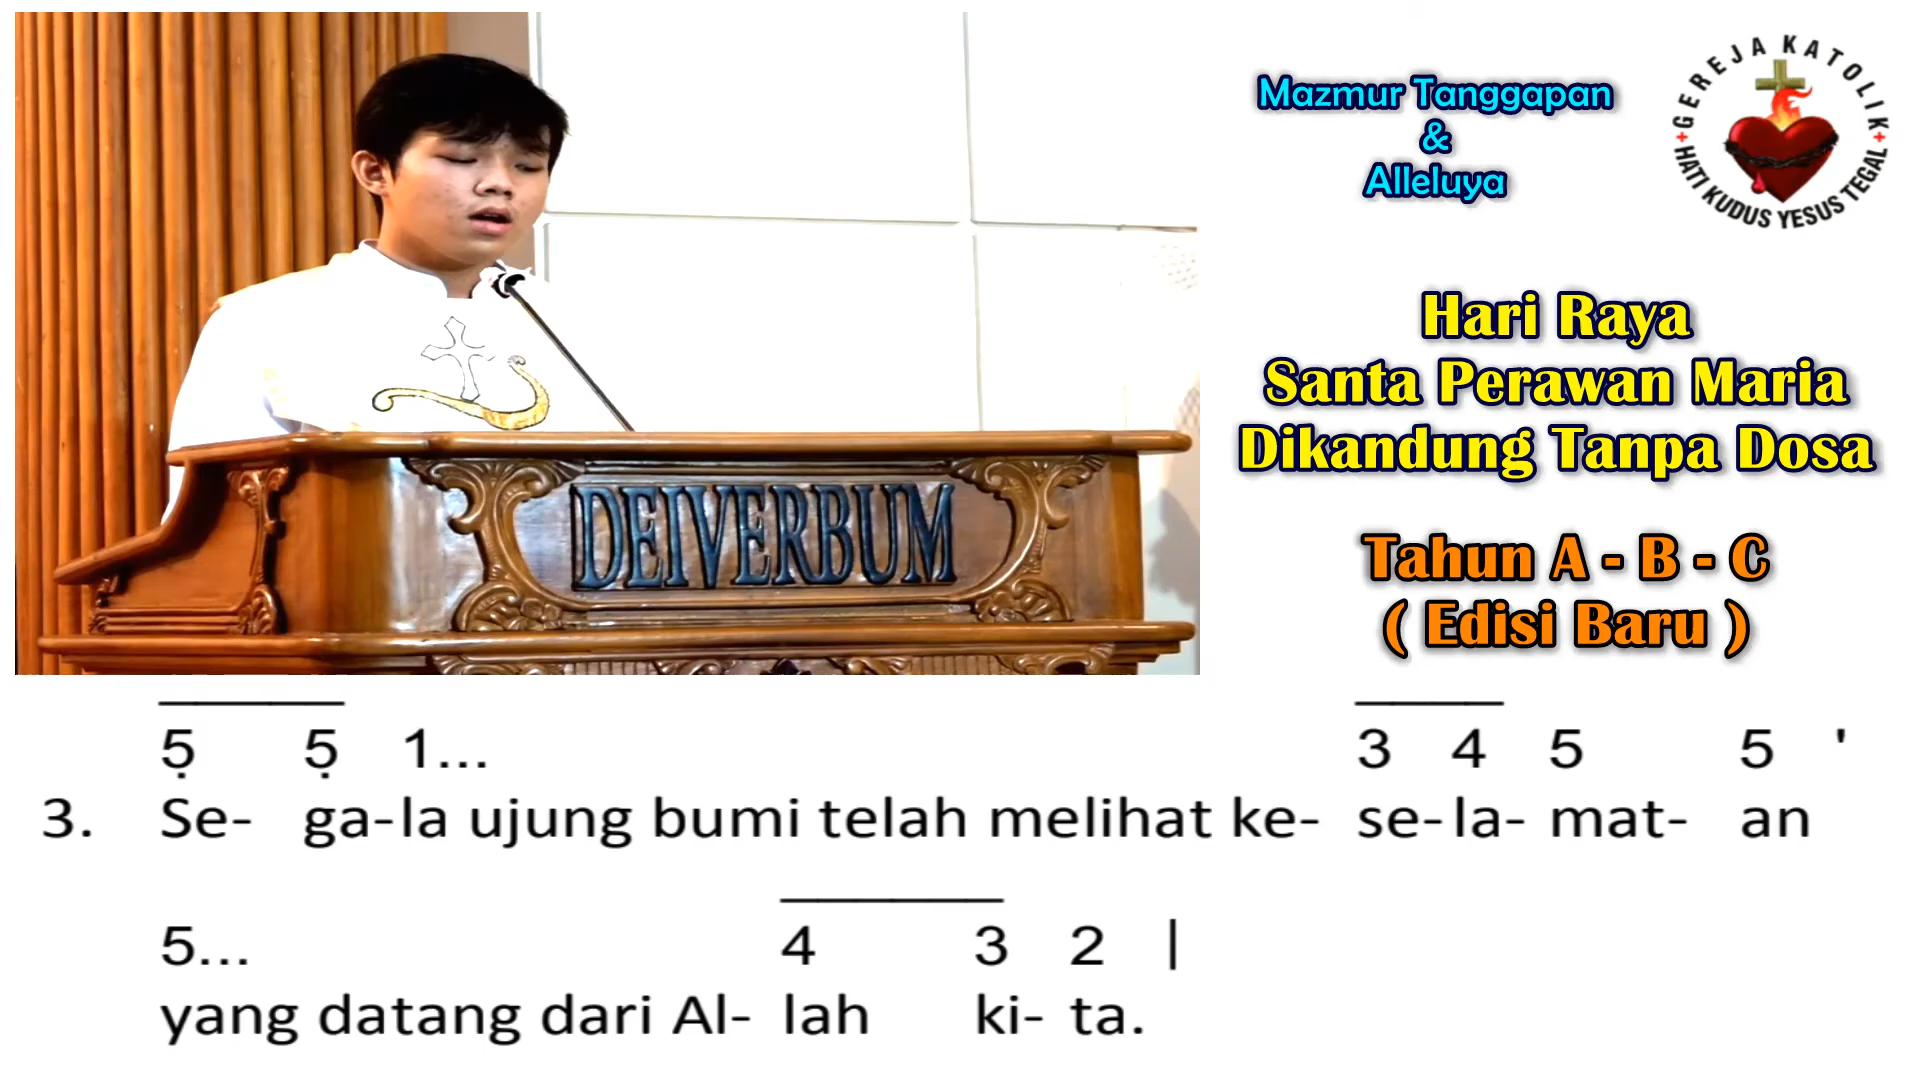 Mazmur Tanggapan
&
Alleluya
GEREJA KATOLIK
HATI KUDUS YESUS TEGAL
Hari Raya
Santa Perawan Maria
Dikandung Tanpa Dosa
Tahun A - B - C
( Edisi Baru )
DEIVERBUM
5̣ 5̣ 1... 3 4 5 5 '
3. Se- ga-la ujung bumi telah melihat ke- se-la- mat- an
5... 4 3 2 |
yang datang dari Al- lah ki- ta.